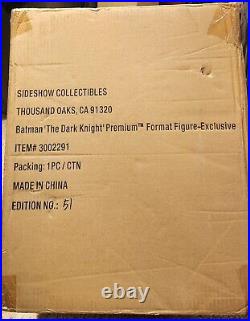 SIDESHOW COLLECTIBLES
THOUSAND OAKS, CA 91320
Batman 'The Dark Knight' Premium™ Format Figure-Exclusive
ITEM# 3002291
Packing: 1PC / CTN
MADE IN CHINA
EDITION NO.: 51